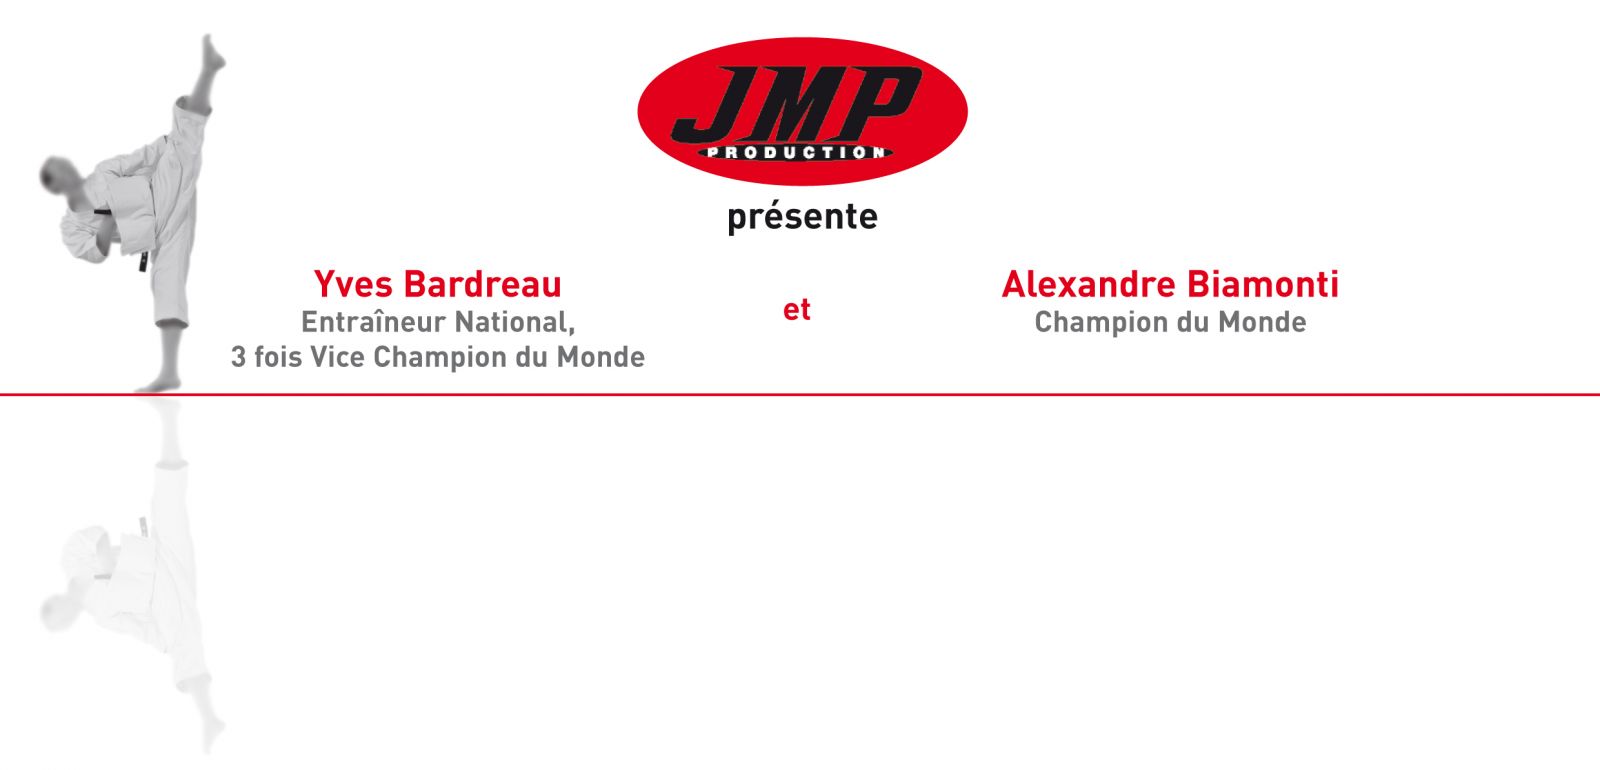 JMP
PRODUCTION
présente
Yves Bardreau
Entraîneur National,
3 fois Vice Champion du Monde
et
Alexandre Biamonti
Champion du Monde